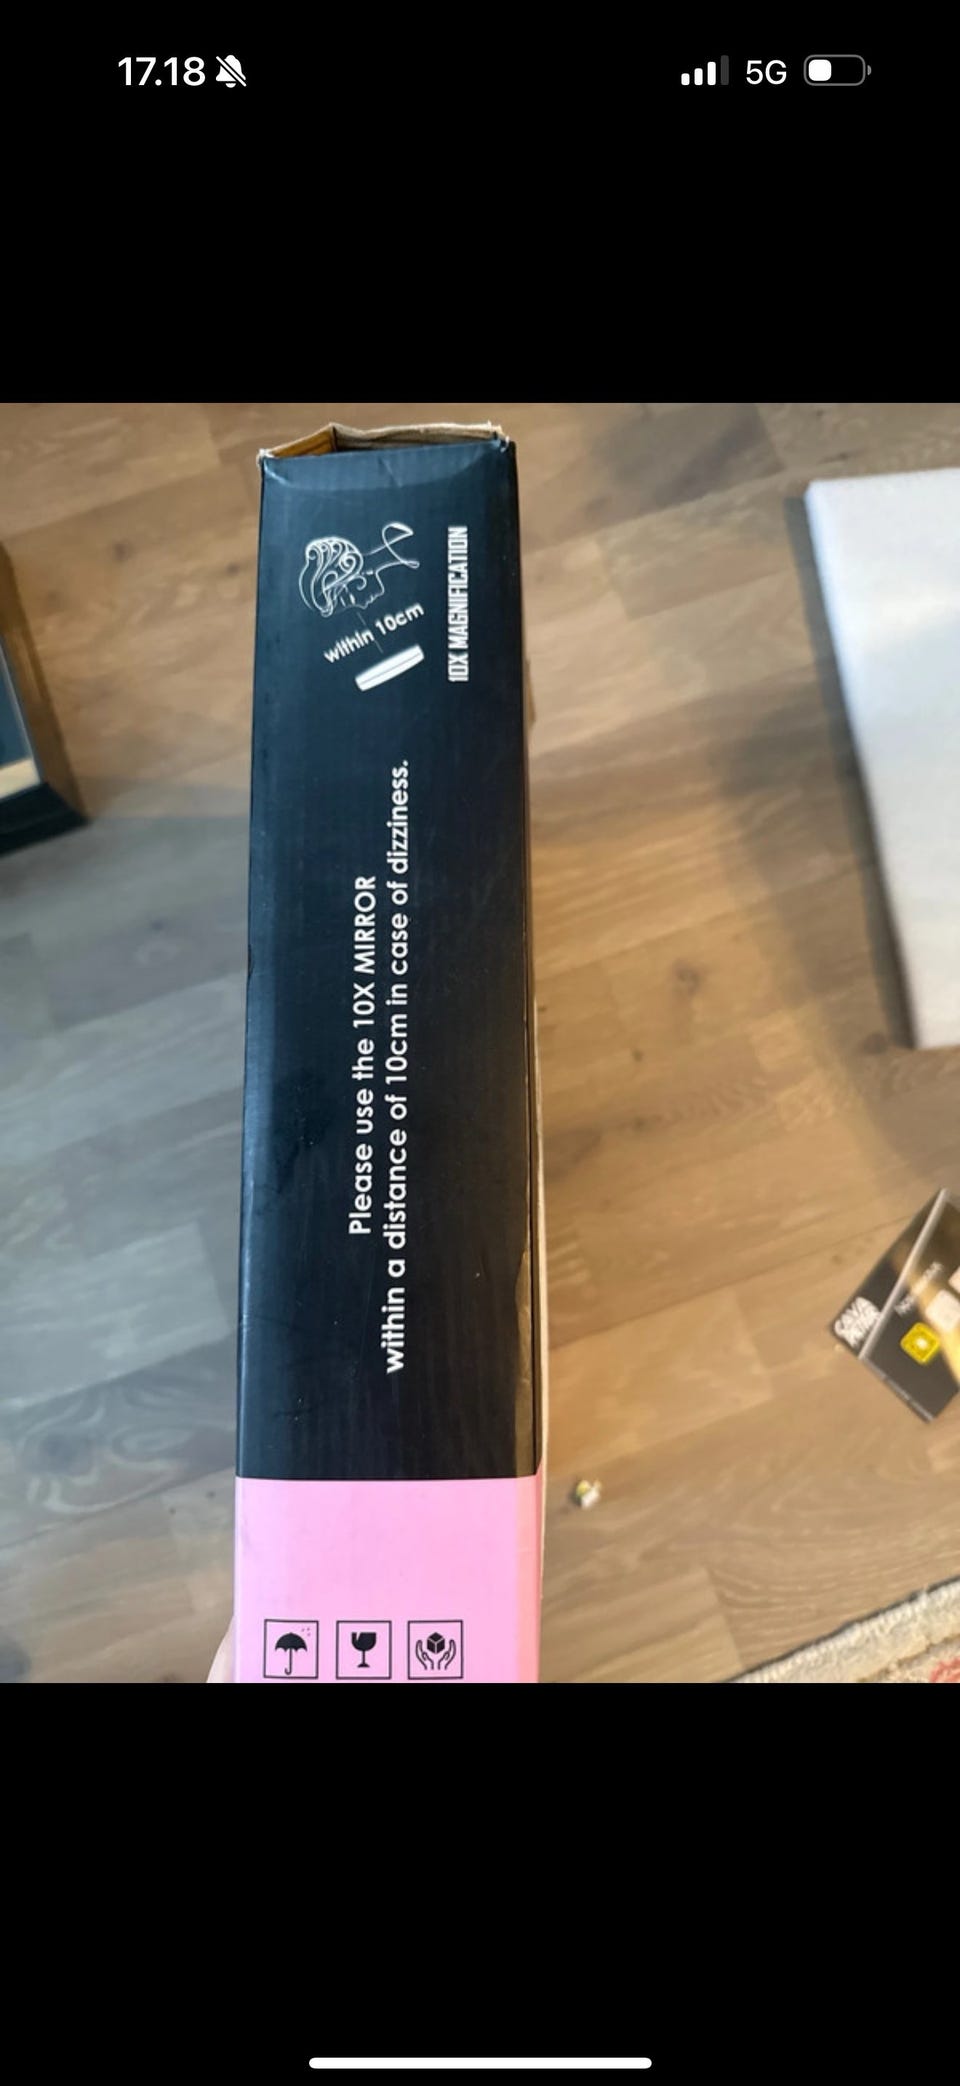 17.18
5G
within 10cm
10X MAGNIFICATION
Please use the 10X MIRROR
within a distance of 10cm in case of dizziness.